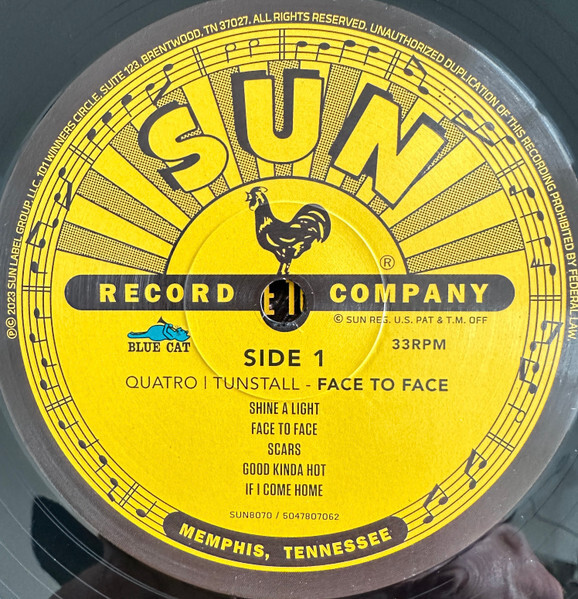 ℗© 2023 SUN LABEL GROUP, LLC. 101 WINNERS CIRCLE, SUITE 123, BRENTWOOD, TN 37027. ALL RIGHTS RESERVED. UNAUTHORIZED DUPLICATION OF THIS RECORDING PROHIBITED BY FEDERAL LAW.
SUN
®
RECORD COMPANY
© SUN REG. U.S. PAT & T.M. OFF
BLUE CAT
SIDE 1
33RPM
QUATRO | TUNSTALL - FACE TO FACE
SHINE A LIGHT
FACE TO FACE
SCARS
GOOD KINDA HOT
IF I COME HOME
SUN8070 / 5047807062
MEMPHIS, TENNESSEE